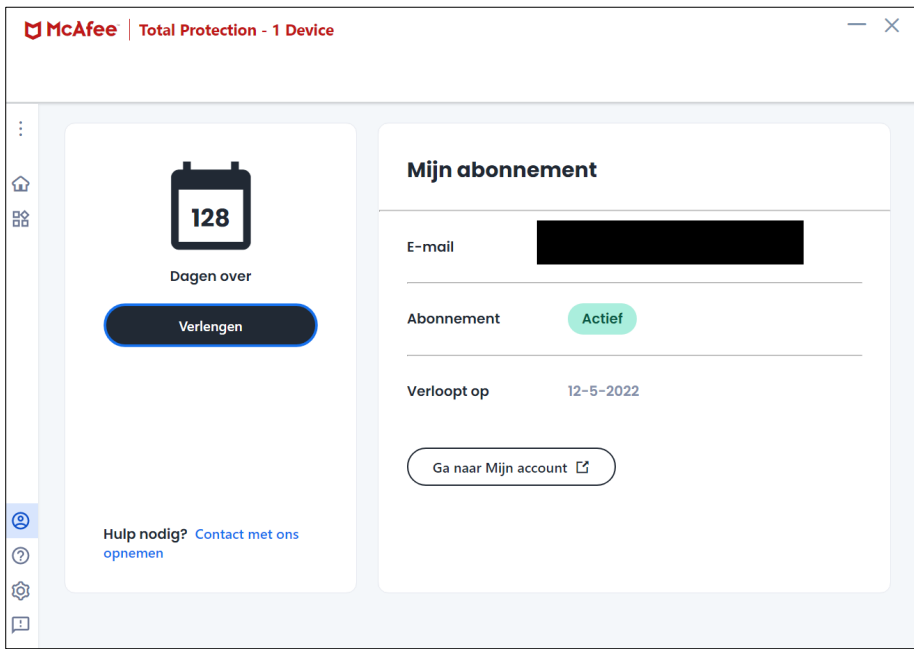 McAfee Total Protection - 1 Device
128
Dagen over
Verlengen
Hulp nodig? Contact met ons
opnemen
Mijn abonnement
E-mail
Abonnement Actief
Verloopt op 12-5-2022
Ga naar Mijn account